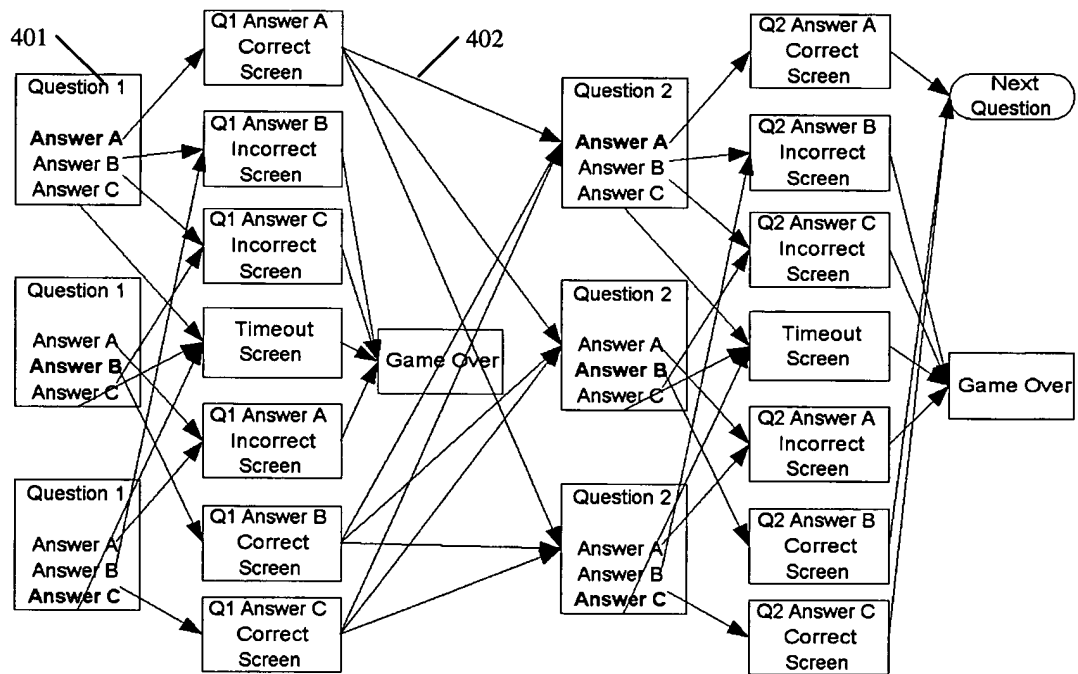 401
Question 1
Answer A
Answer B
Answer C
Question 1
Answer A
Answer B
Answer C
Question 1
Answer A
Answer B
Answer C
Q1 Answer A
Correct
Screen
Q1 Answer B
Incorrect
Screen
Q1 Answer C
Incorrect
Screen
Timeout
Screen
Q1 Answer A
Incorrect
Screen
Q1 Answer B
Correct
Screen
Q1 Answer C
Correct
Screen
Game Over
402
Question 2
Answer A
Answer B
Answer C
Question 2
Answer A
Answer B
Answer C
Question 2
Answer A
Answer B
Answer C
Q2 Answer A
Correct
Screen
Q2 Answer B
Incorrect
Screen
Q2 Answer C
Incorrect
Screen
Timeout
Screen
Q2 Answer A
Incorrect
Screen
Q2 Answer B
Correct
Screen
Q2 Answer C
Correct
Screen
Next
Question
Game Over